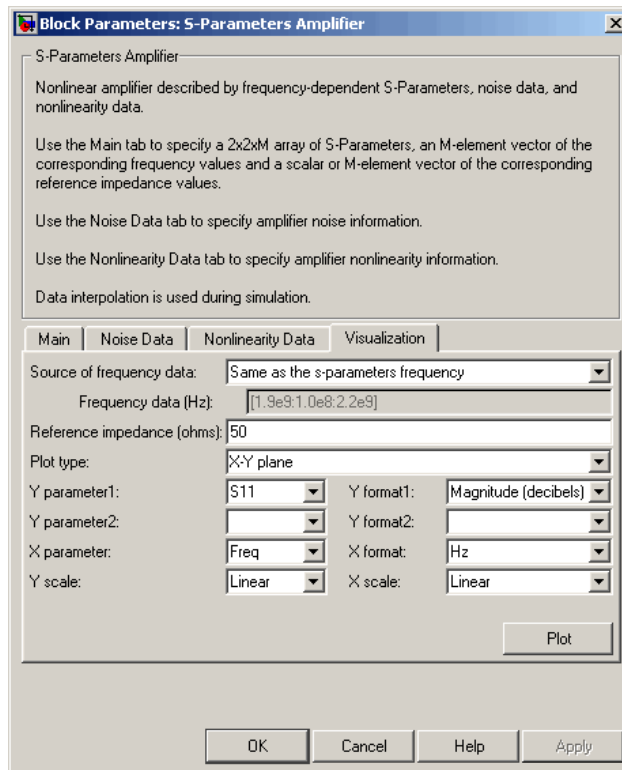 Block Parameters: S-Parameters Amplifier
S-Parameters Amplifier
Nonlinear amplifier described by frequency-dependent S-Parameters, noise data, and
nonlinearity data.
Use the Main tab to specify a 2x2xM array of S-Parameters, an M-element vector of the
corresponding frequency values and a scalar or M-element vector of the corresponding
reference impedance values.
Use the Noise Data tab to specify amplifier noise information.
Use the Nonlinearity Data tab to specify amplifier nonlinearity information.
Data interpolation is used during simulation.
Main Noise Data Nonlinearity Data Visualization
Source of frequency data: Same as the s-parameters frequency
Frequency data (Hz): [1.9e9:1.0e8:2.2e9]
Reference impedance (ohms): 50
Plot type: X-Y plane
Y parameter1: S11 Y format1: Magnitude (decibels)
Y parameter2: Y format2:
X parameter: Freq X format: Hz
Y scale: Linear X scale: Linear
Plot
OK Cancel Help Apply